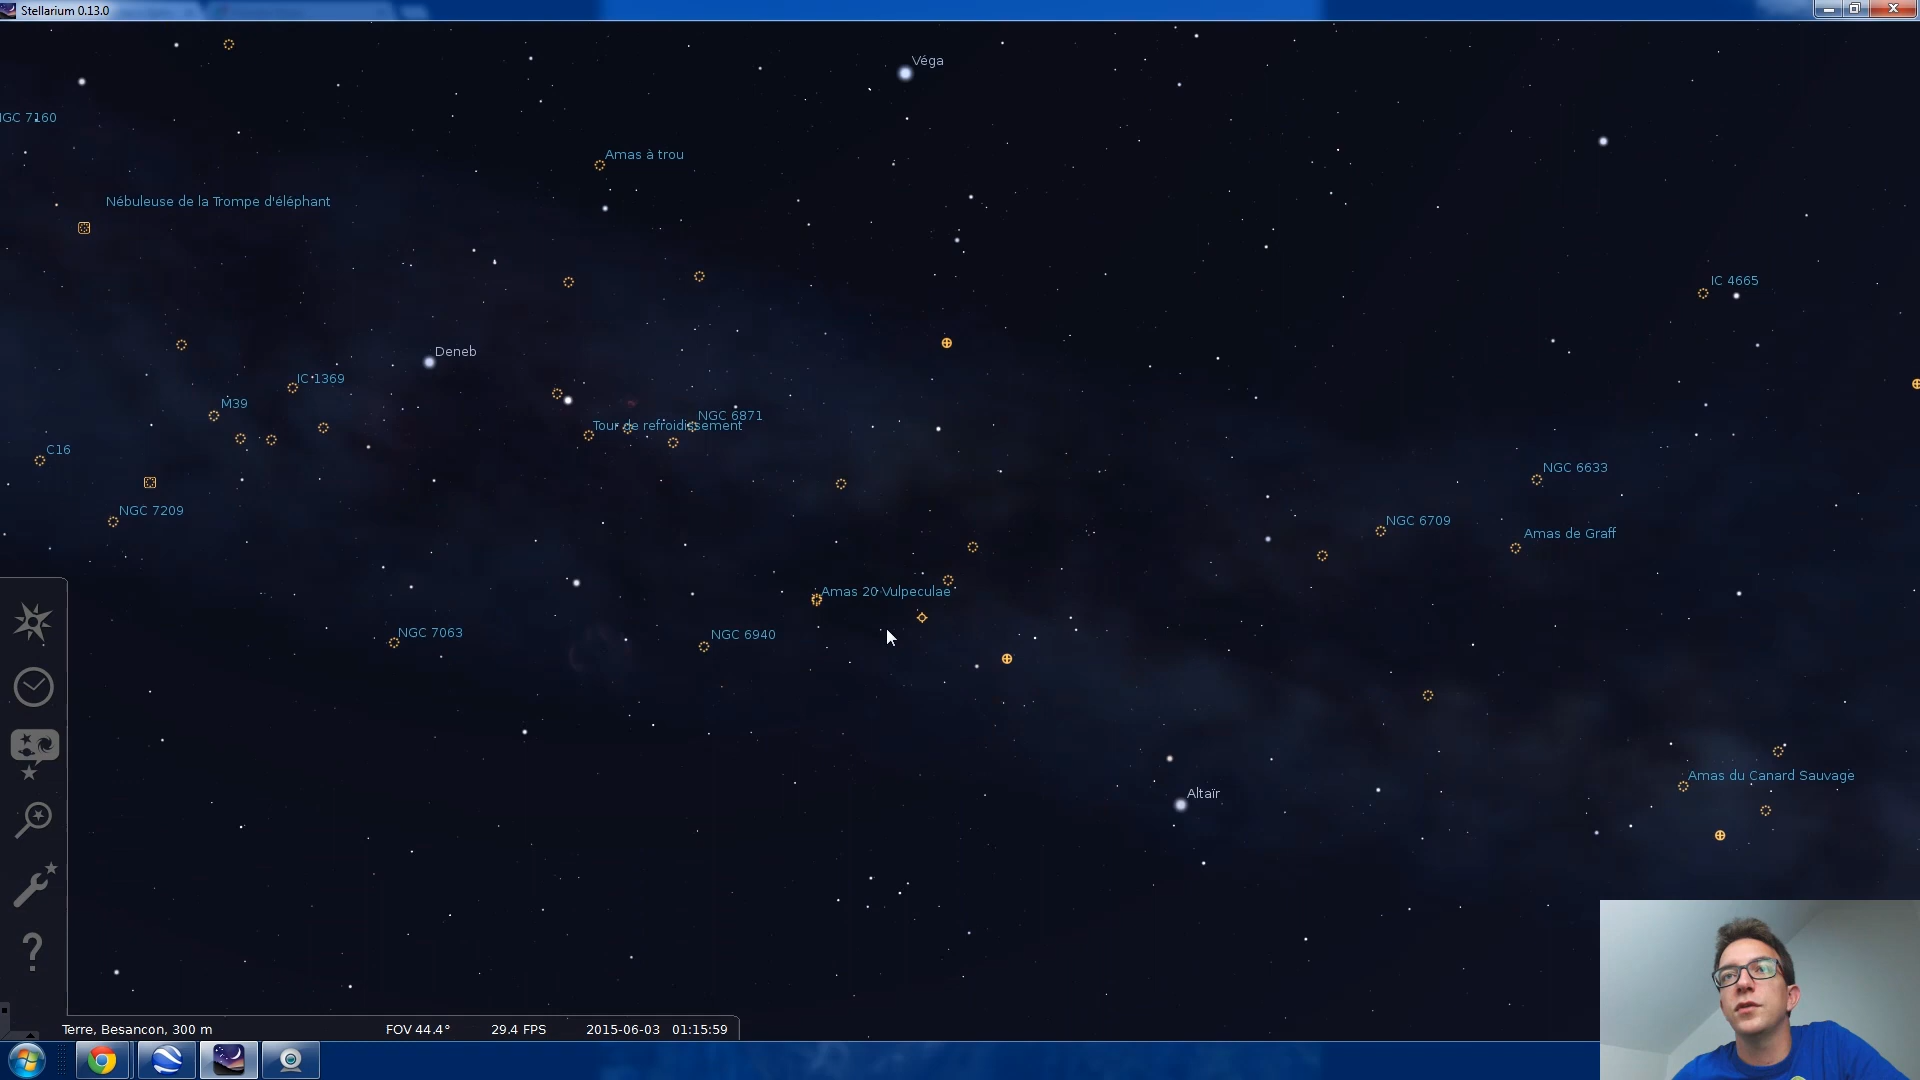 Stellarium 0.13.0
Véga
NGC 7160
Amas à trou
Nébuleuse de la Trompe d'éléphant
IC 4665
Deneb
IC 1369
M39
NGC 6871
Tour de reffroidissement
C16
NGC 6633
NGC 7209
NGC 6709
Amas de Graff
Amas 20 Vulpeculae
NGC 7063
NGC 6940
Amas du Canard Sauvage
Altaïr
Terre, Besancon, 300 m FOV 44.4° 29.4 FPS 2015-06-03 01:15:59